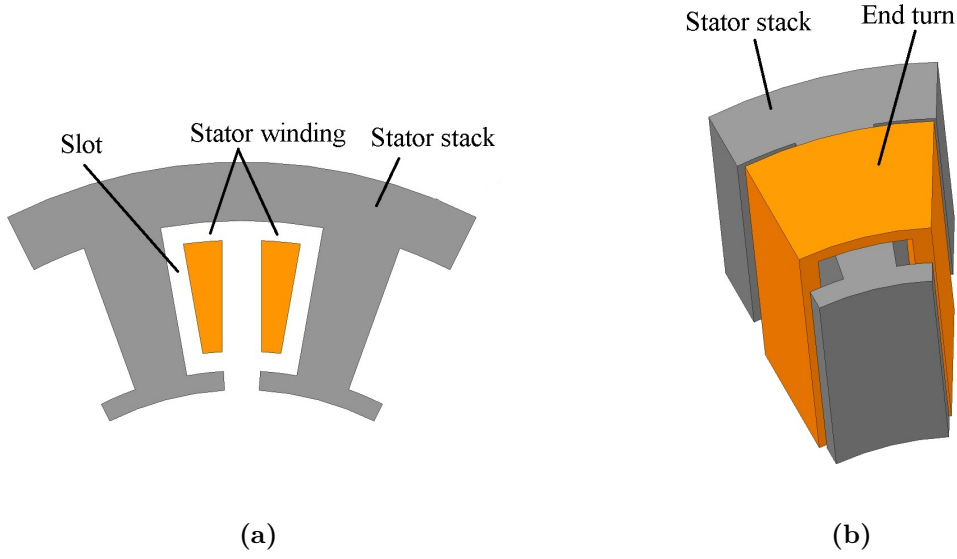 Stator stack
End turn
Slot
Stator winding
Stator stack
(a)
(b)